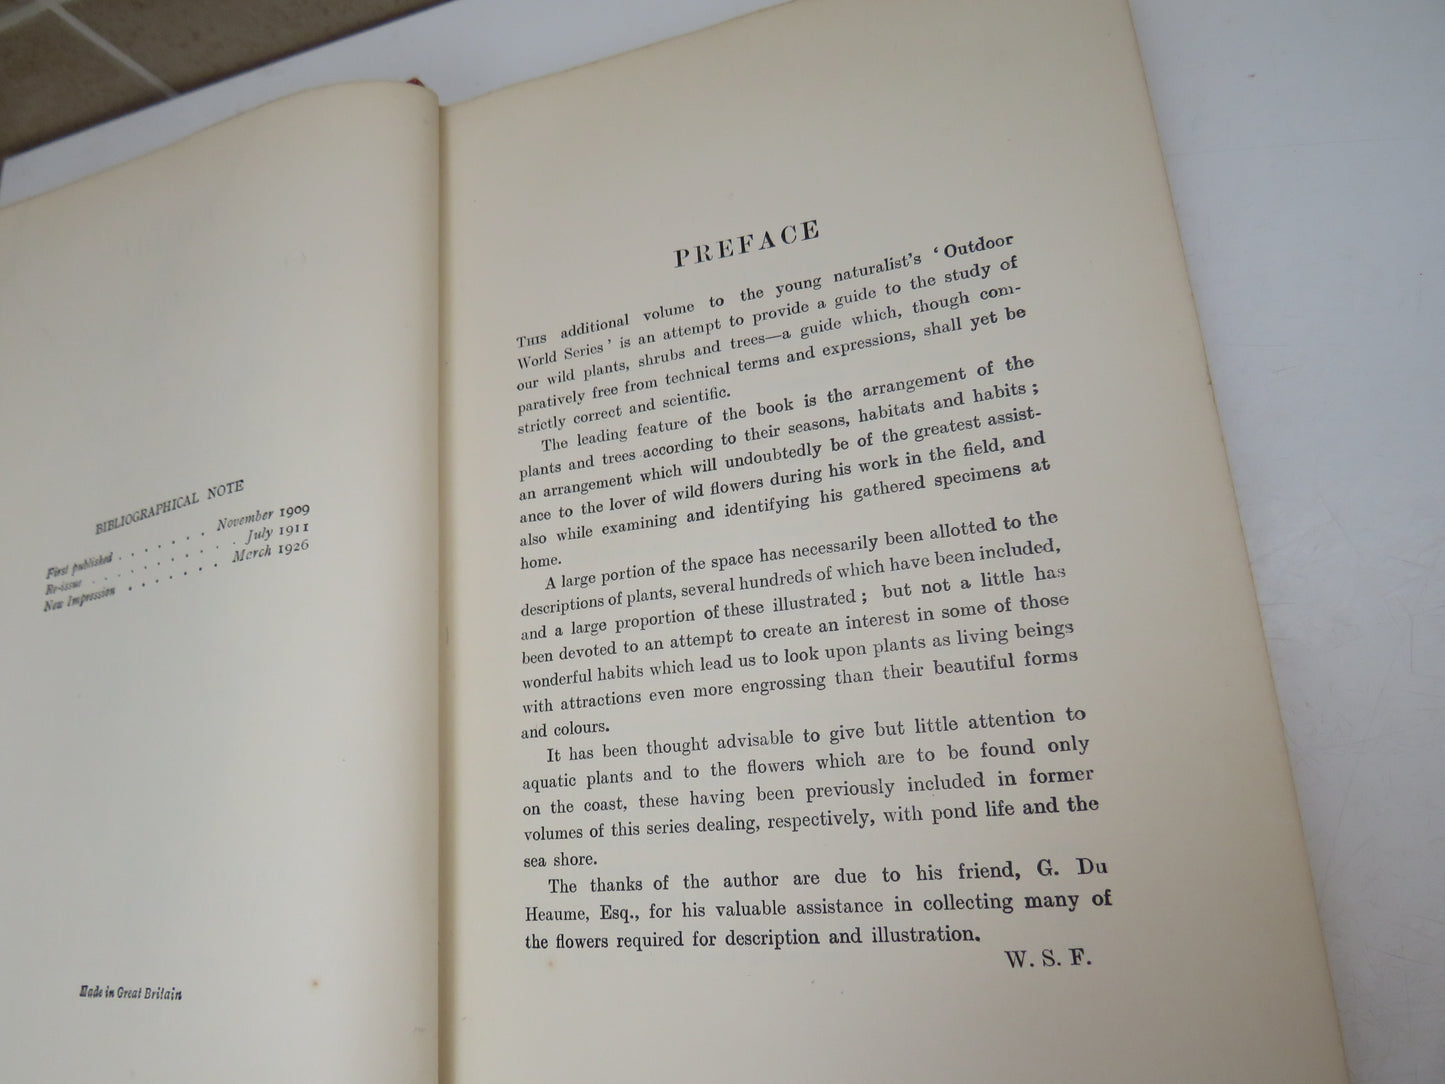 BIBLIOGRAPHICAL NOTE
First published . . . . . . . November 1909
Re-issue . . . . . . . . . . July 1911
New Impression . . . . . . . March 1926
Made in Great Britain
PREFACE
THIS additional volume to the young naturalist's ‘Outdoor
World Series’ is an attempt to provide a guide to the study of
our wild plants, shrubs and trees—a guide which, though com-
paratively free from technical terms and expressions, shall yet be
strictly correct and scientific.
The leading feature of the book is the arrangement of the
plants and trees according to their seasons, habitats and habits ;
an arrangement which will undoubtedly be of the greatest assist-
ance to the lover of wild flowers during his work in the field, and
also while examining and identifying his gathered specimens at
home.
A large portion of the space has necessarily been allotted to the
descriptions of plants, several hundreds of which have been included,
and a large proportion of these illustrated ; but not a little has
been devoted to an attempt to create an interest in some of those
wonderful habits which lead us to look upon plants as living beings
with attractions even more engrossing than their beautiful forms
and colours.
It has been thought advisable to give but little attention to
aquatic plants and to the flowers which are to be found only
on the coast, these having been previously included in former
volumes of this series dealing, respectively, with pond life and the
sea shore.
The thanks of the author are due to his friend, G. Du
Heaume, Esq., for his valuable assistance in collecting many of
the flowers required for description and illustration.
W. S. F.